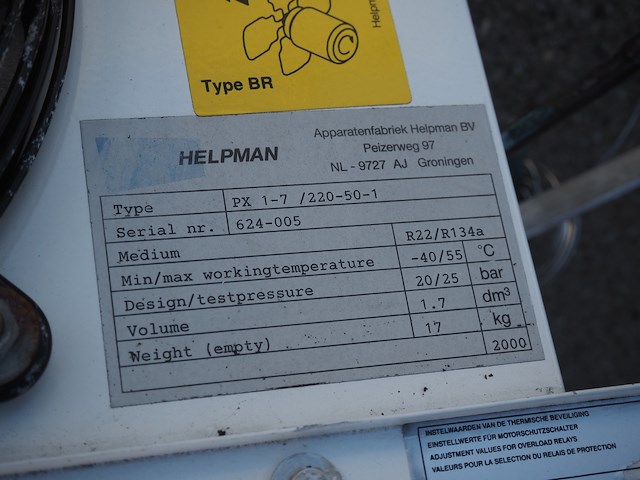 Type BR
HELPMAN
Apparatenfabriek Helpman BV
Peizerweg 97
NL - 9727 AJ Groningen
Type PX 1-7 /220-50-1
Serial nr. 624-005
Medium R22/R134a
Min/max workingtemperature -40/55 °C
Design/testpressure 20/25 bar
Volume 1.7 dm³
Weight (empty) 17 kg
2000
INSTELWAARDEN VAN DE THERMISCHE BEVEILIGING
EINSTELLWERTE FÜR MOTORSCHUTZSCHALTER
ADJUSTMENT VALUES FOR OVERLOAD RELAYS
VALEURS POUR LA SELECTION DU RELAIS DE PROTECTION